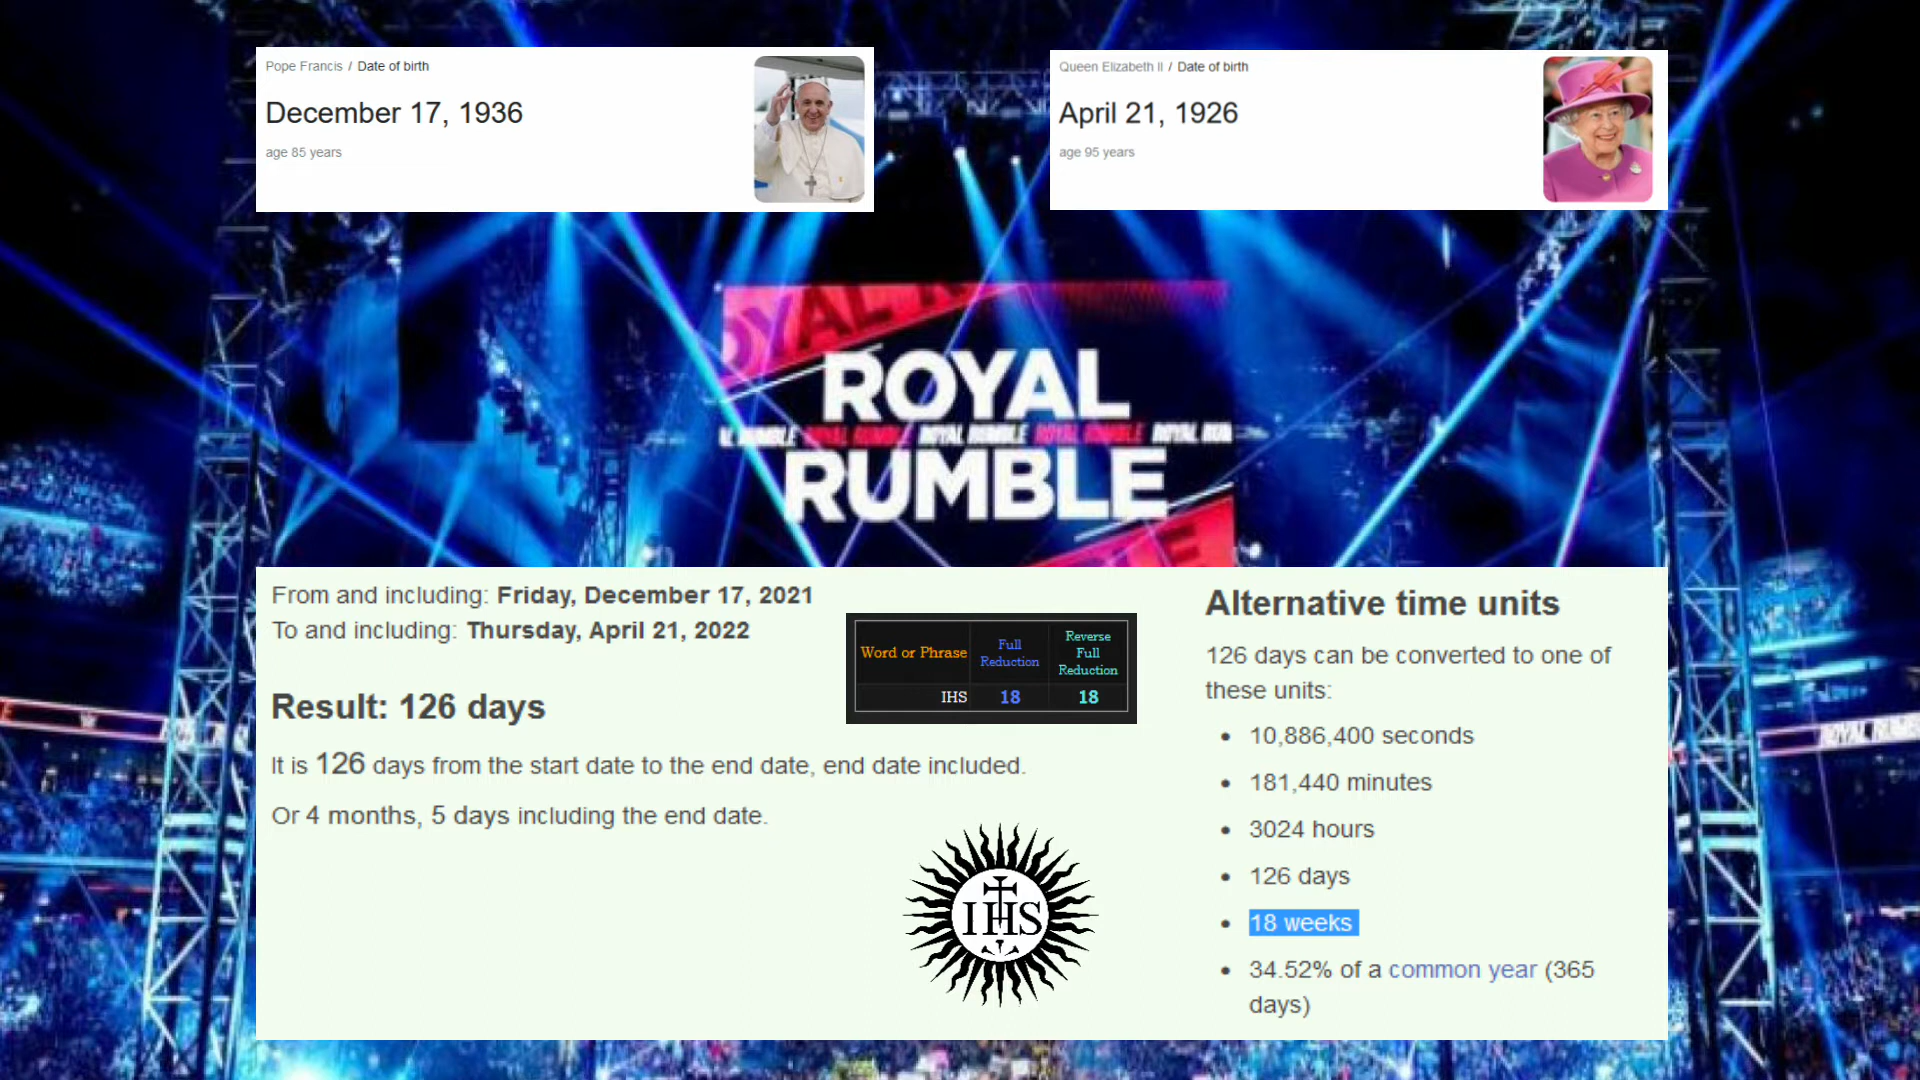 Pope Francis / Date of birth
December 17, 1936
age 85 years
Queen Elizabeth II / Date of birth
April 21, 1926
age 95 years
ROYAL
ROYAL RUMBLE ROYAL RUMBLE
RUMBLE
From and including: Friday, December 17, 2021
To and including: Thursday, April 21, 2022
Result: 126 days
It is 126 days from the start date to the end date, end date included.
Or 4 months, 5 days including the end date.
Word or Phrase
Full
Reduction
Reverse
Full
Reduction
IHS 18 18
IHS
Alternative time units
126 days can be converted to one of
these units:
• 10,886,400 seconds
• 181,440 minutes
• 3024 hours
• 126 days
• 18 weeks
• 34.52% of a common year (365
days)